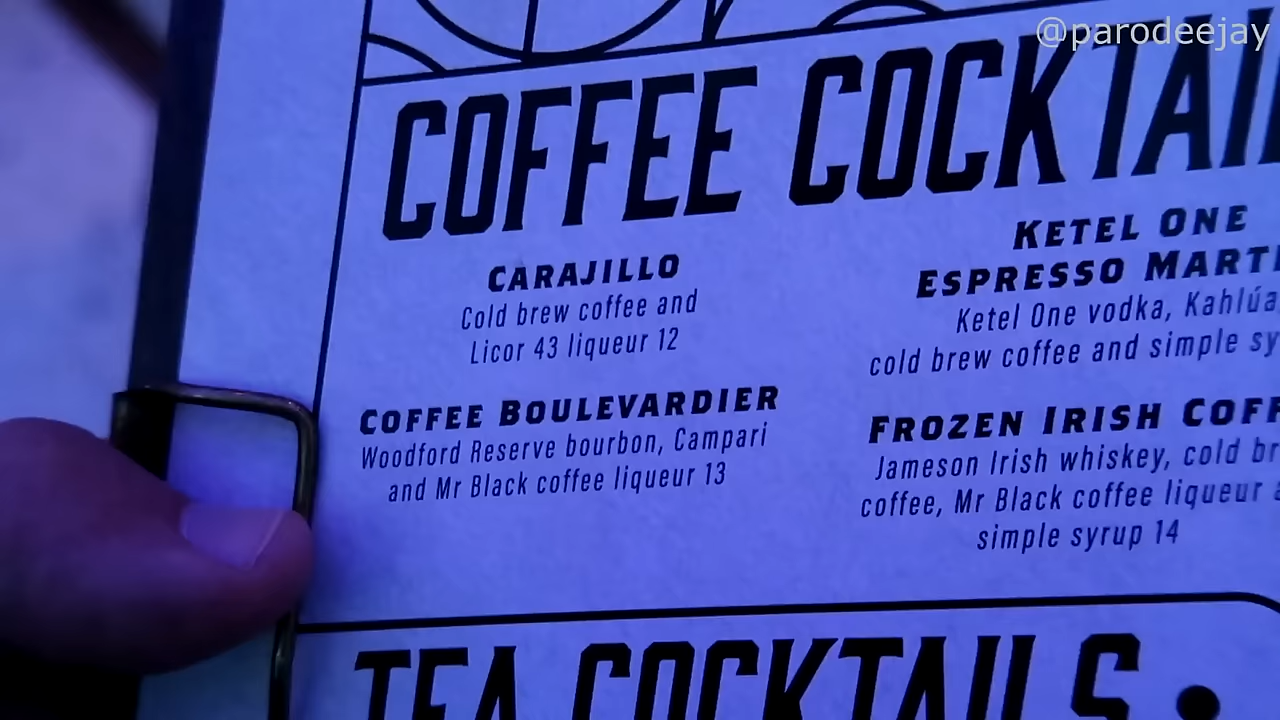 @parodeejay
COFFEE COCKTAIL
CARAJILLO
Cold brew coffee and
Licor 43 liqueur 12
COFFEE BOULEVARDIER
Woodford Reserve bourbon, Campari
and Mr Black coffee liqueur 13
KETEL ONE
ESPRESSO MARTI
Ketel One vodka, Kahlúa
cold brew coffee and simple sy
FROZEN IRISH COFF
Jameson Irish whiskey, cold br
coffee, Mr Black coffee liqueur
simple syrup 14
TEA COCKTAILS •